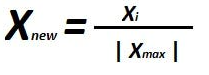 X_new = X_i / | X_max |